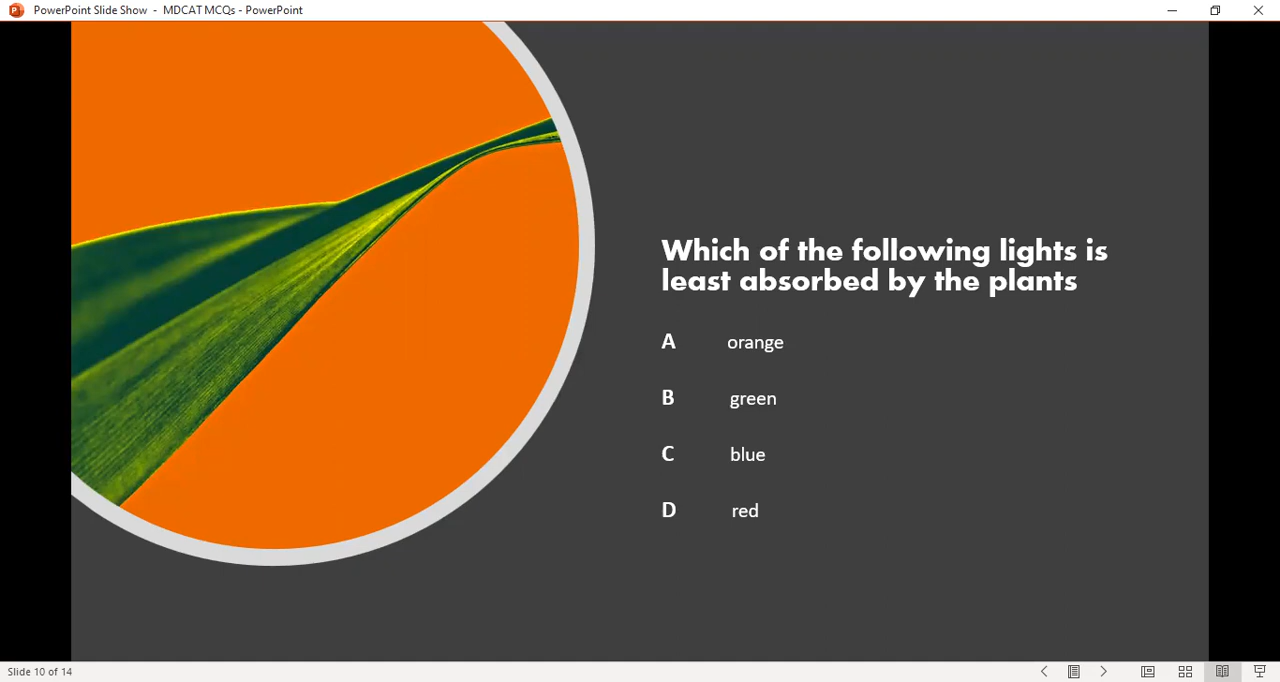 PowerPoint Slide Show - MDCAT MCQs - PowerPoint
Which of the following lights is
least absorbed by the plants
A orange
B green
C blue
D red
Slide 10 of 14